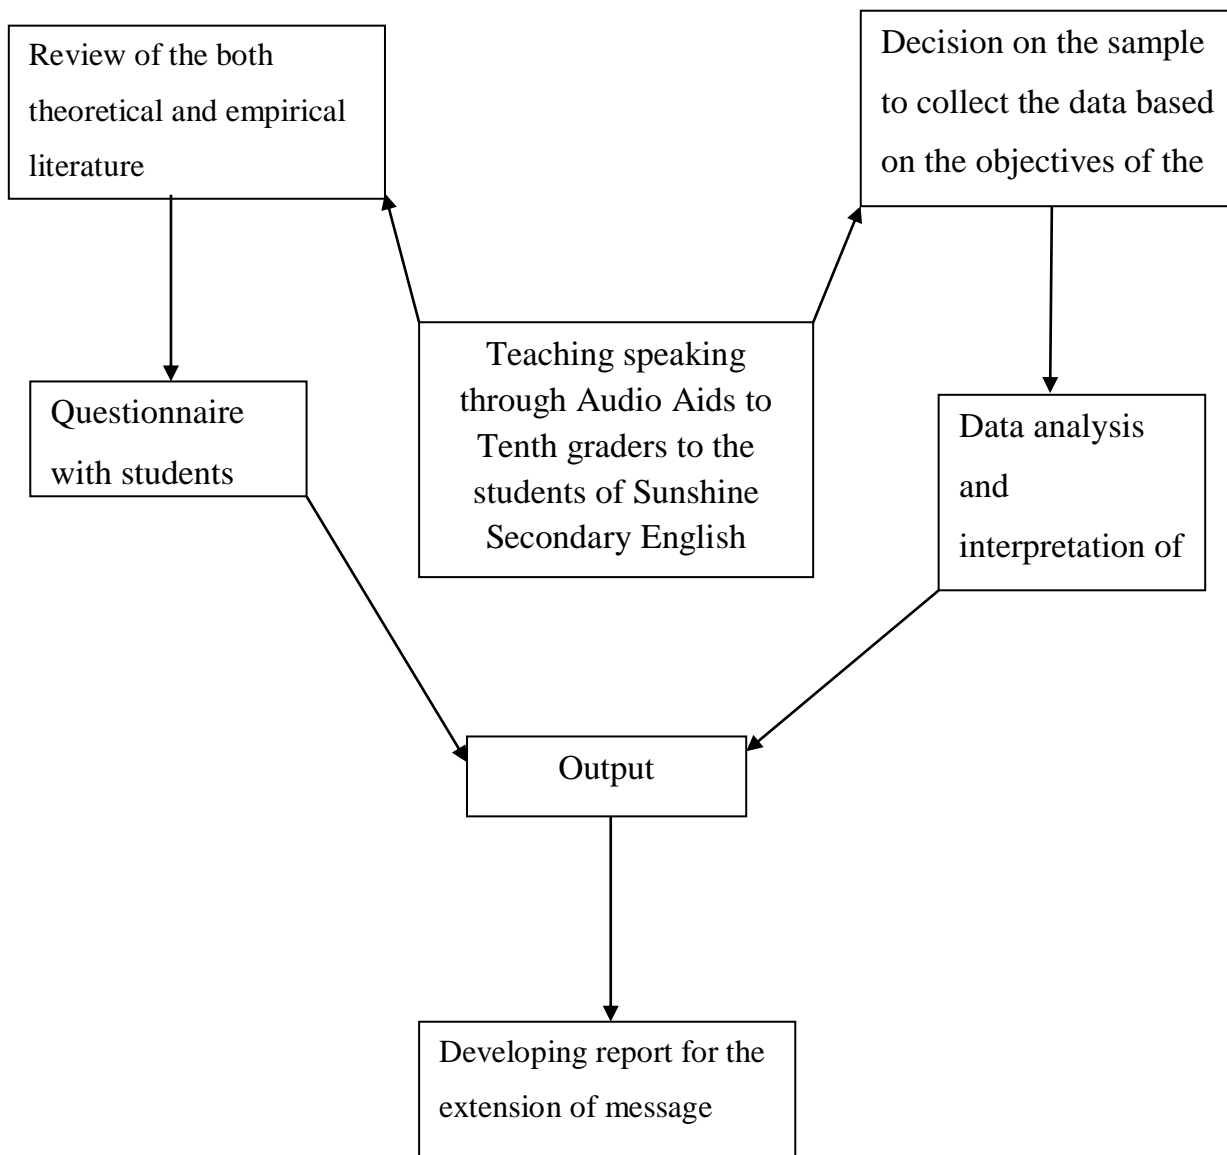 Review of the both
theoretical and empirical
literature
Decision on the sample
to collect the data based
on the objectives of the
Teaching speaking
through Audio Aids to
Tenth graders to the
students of Sunshine
Secondary English
Questionnaire
with students
Data analysis
and
interpretation of
Output
Developing report for the
extension of message